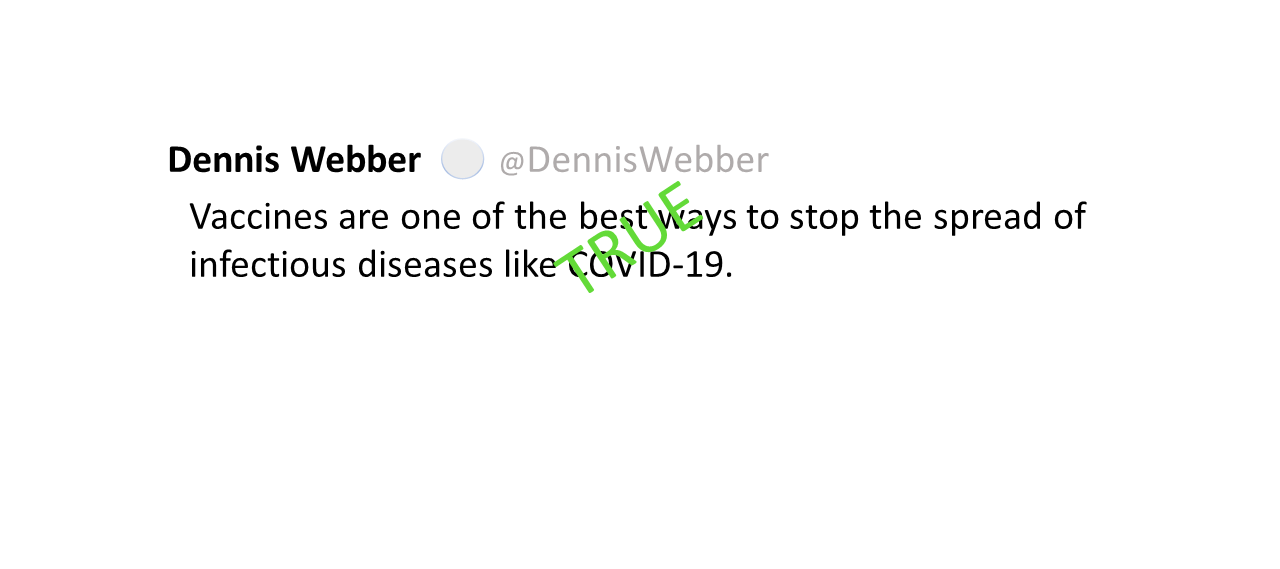 Dennis Webber @DennisWebber
Vaccines are one of the best ways to stop the spread of
infectious diseases like COVID-19.
TRUE